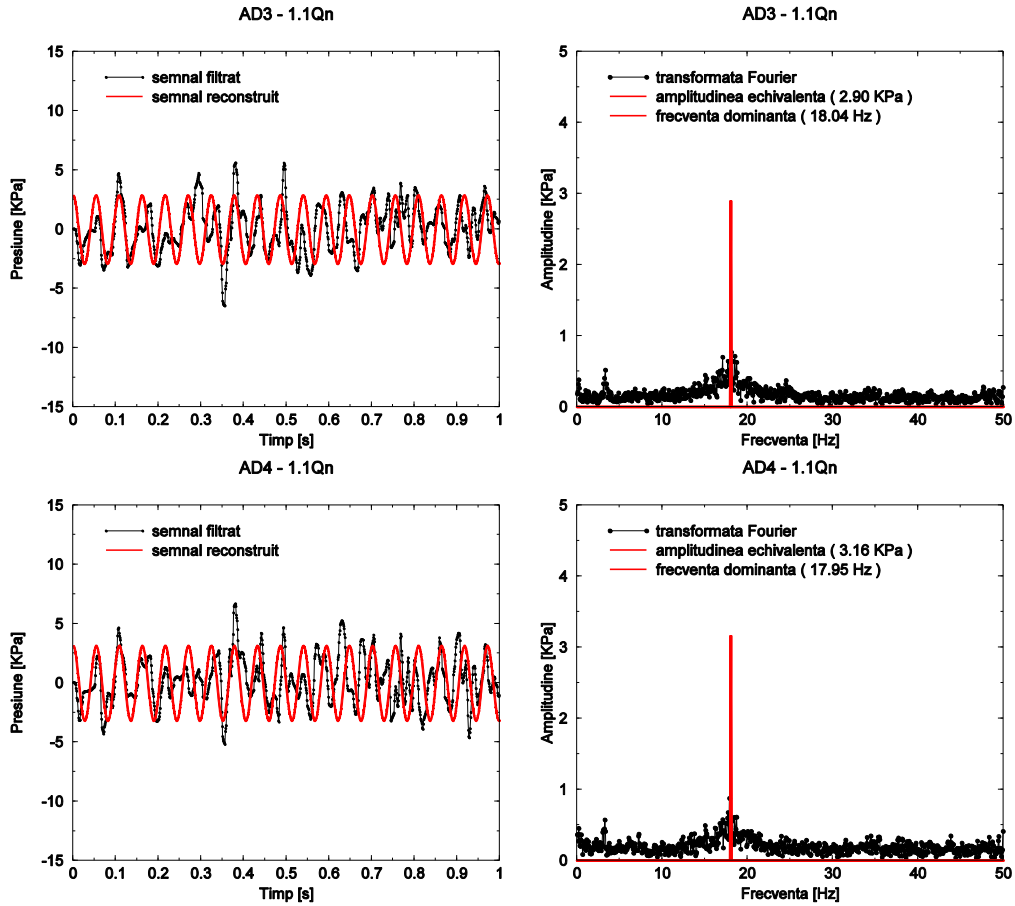 AD3 - 1.1Qn
15
10
5
0
-5
-10
-15
Presiune [KPa]
semnal filtrat
semnal reconstruit
0 0.1 0.2 0.3 0.4 0.5 0.6 0.7 0.8 0.9 1
Timp [s]
AD3 - 1.1Qn
5
4
3
2
1
0
Amplitudine [KPa]
transformata Fourier
amplitudinea echivalenta ( 2.90 KPa )
frecventa dominanta ( 18.04 Hz )
0 10 20 30 40 50
Frecventa [Hz]
AD4 - 1.1Qn
15
10
5
0
-5
-10
-15
Presiune [KPa]
semnal filtrat
semnal reconstruit
0 0.1 0.2 0.3 0.4 0.5 0.6 0.7 0.8 0.9 1
Timp [s]
AD4 - 1.1Qn
5
4
3
2
1
0
Amplitudine [KPa]
transformata Fourier
amplitudinea echivalenta ( 3.16 KPa )
frecventa dominanta ( 17.95 Hz )
0 10 20 30 40 50
Frecventa [Hz]